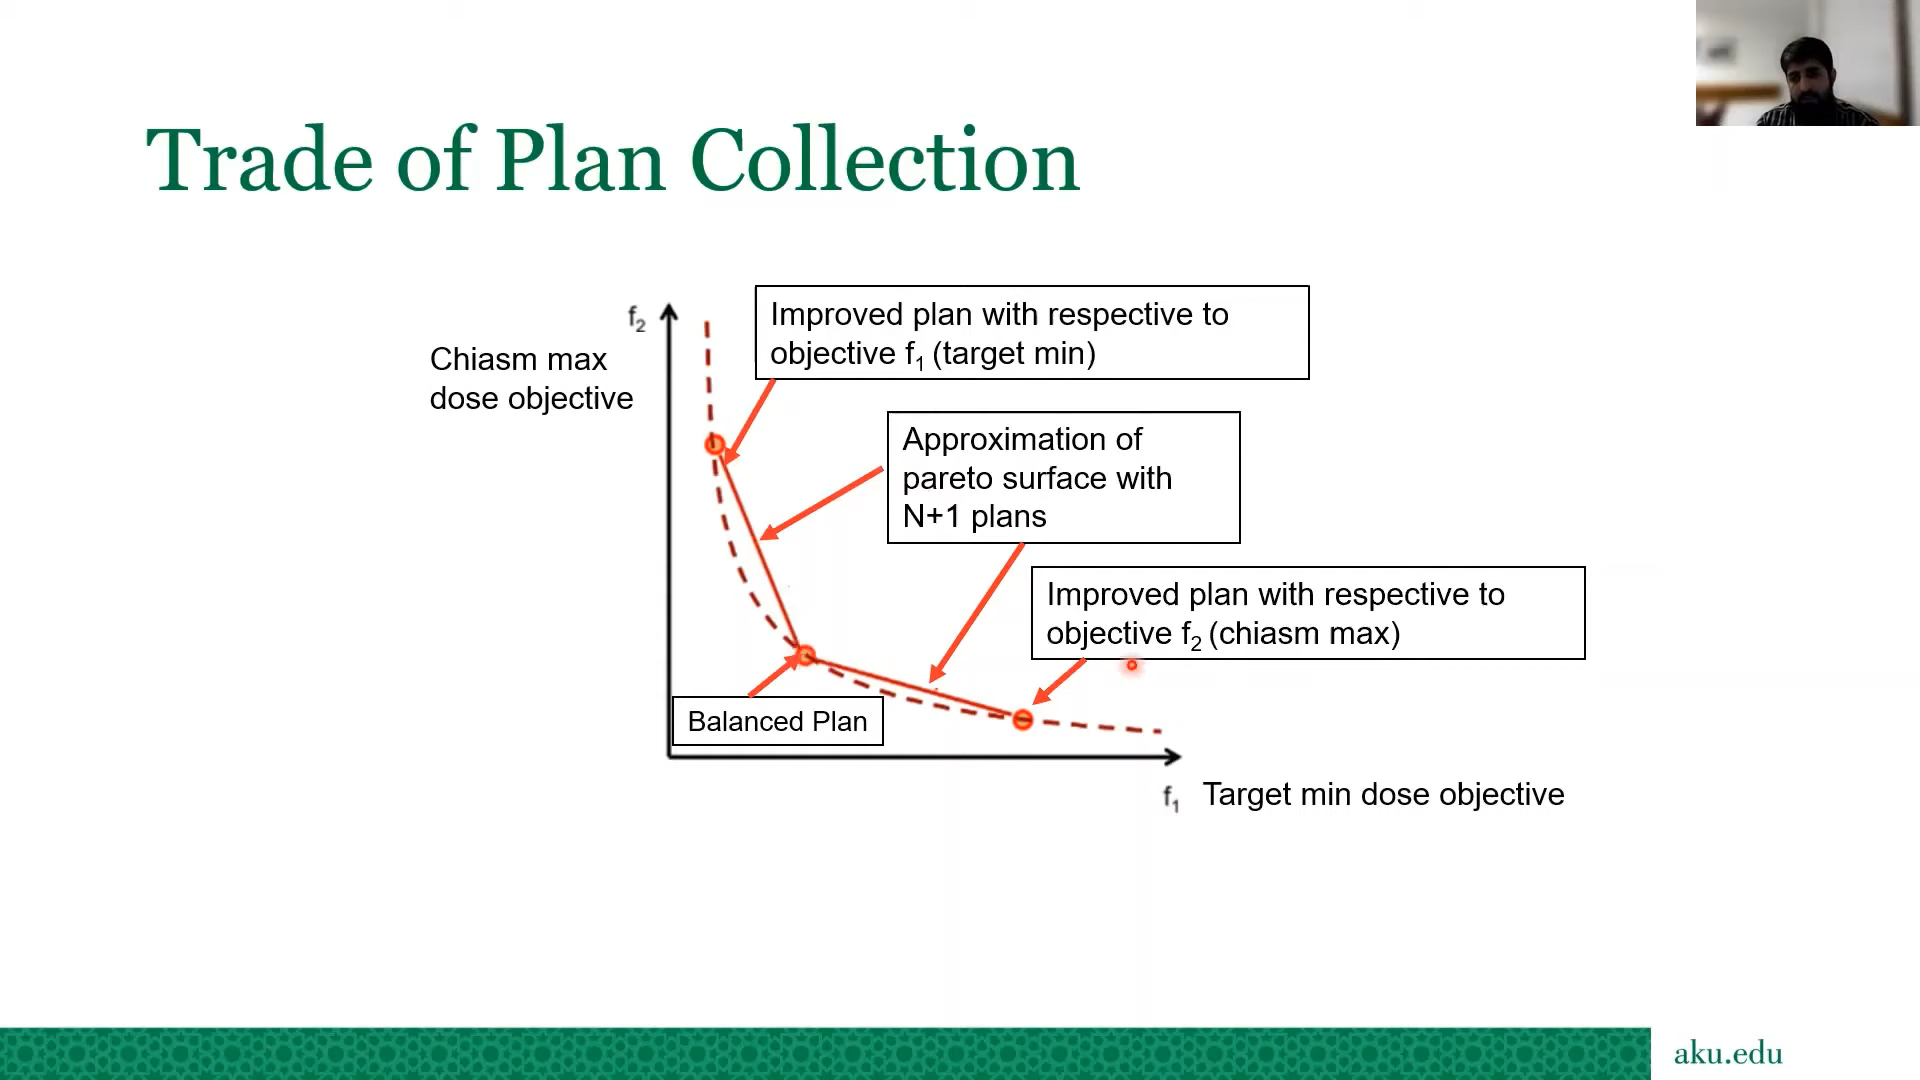 Trade of Plan Collection
f2
Chiasm max
dose objective
Improved plan with respective to
objective f1 (target min)
Approximation of
pareto surface with
N+1 plans
Improved plan with respective to
objective f2 (chiasm max)
Balanced Plan
f1 Target min dose objective
aku.edu